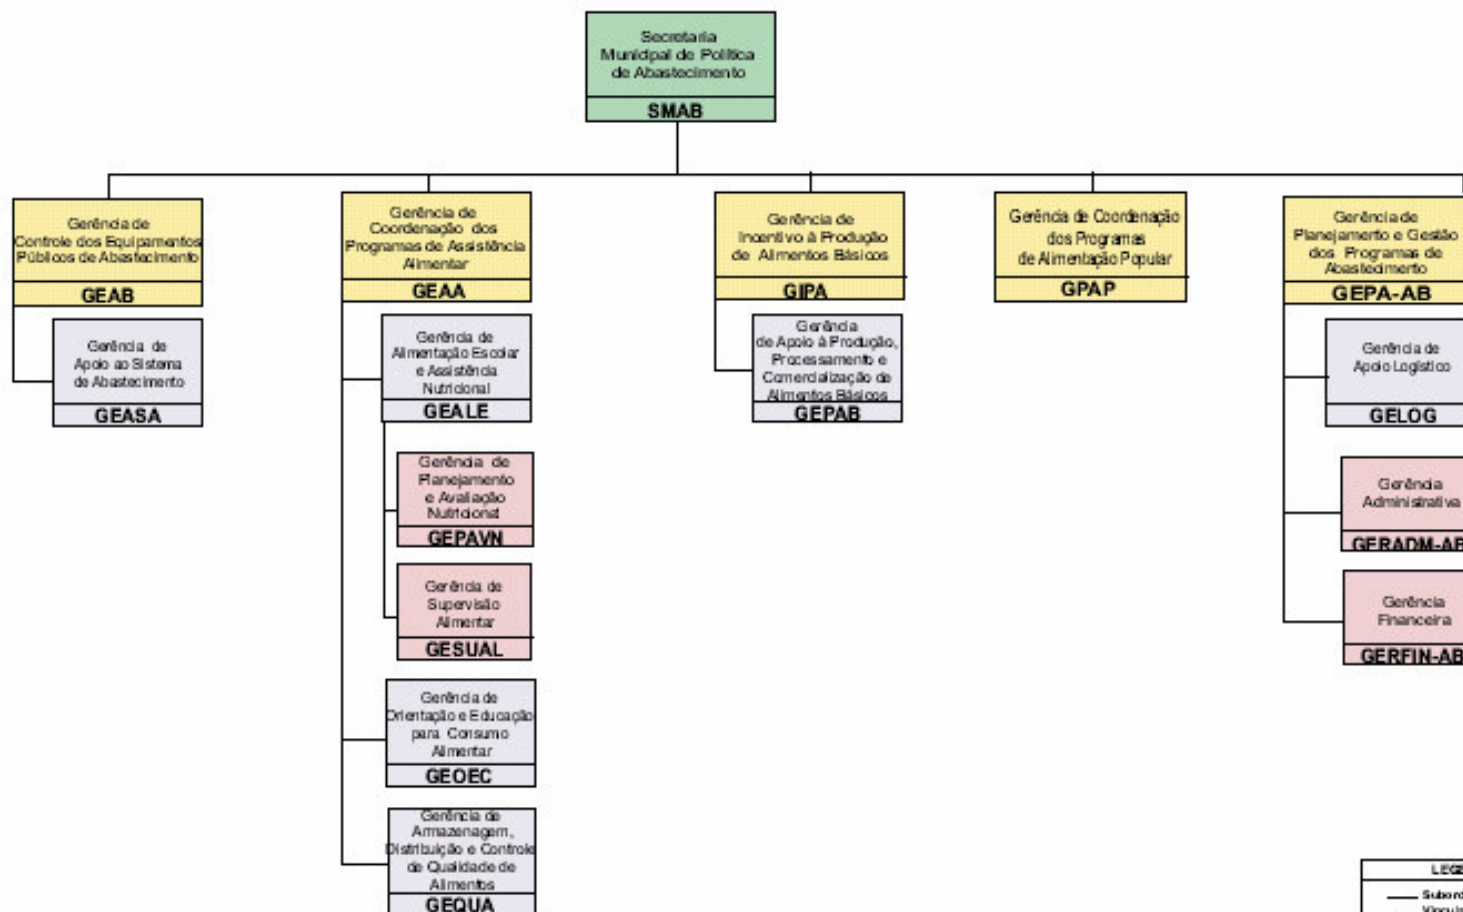 Secretaria
Municipal de Política
de Abastecimento
SMAB
Gerência de
Controle dos Equipamentos
Públicos de Abastecimento
GEAB
Gerência de
Apoio ao Sistema
de Abastecimento
GEASA
Gerência de
Coordenação dos
Programas de Assistência
Alimentar
GEAA
Gerência de
Alimentação Escolar
e Assistência
Nutricional
GEALE
Gerência de
Planejamento
e Avaliação
Nutricional
GEPAVN
Gerência de
Supervisão
Alimentar
GESUAL
Gerência de
Orientação e Educação
para Consumo
Alimentar
GEOEC
Gerência de
Armazenagem,
Distribuição e Controle
de Qualidade de
Alimentos
GEQUA
Gerência de
Incentivo à Produção
de Alimentos Básicos
GIPA
Gerência
de Apoio à Produção,
Processamento e
Comercialização de
Alimentos Básicos
GEPAB
Gerência de Coordenação
dos Programas
de Alimentação Popular
GPAP
Gerência de
Planejamento e Gestão
dos Programas de
Abastecimento
GEPA-AB
Gerência de
Apoio Logístico
GELOG
Gerência
Administrativa
GERADM-AB
Gerência
Financeira
GERFIN-AB